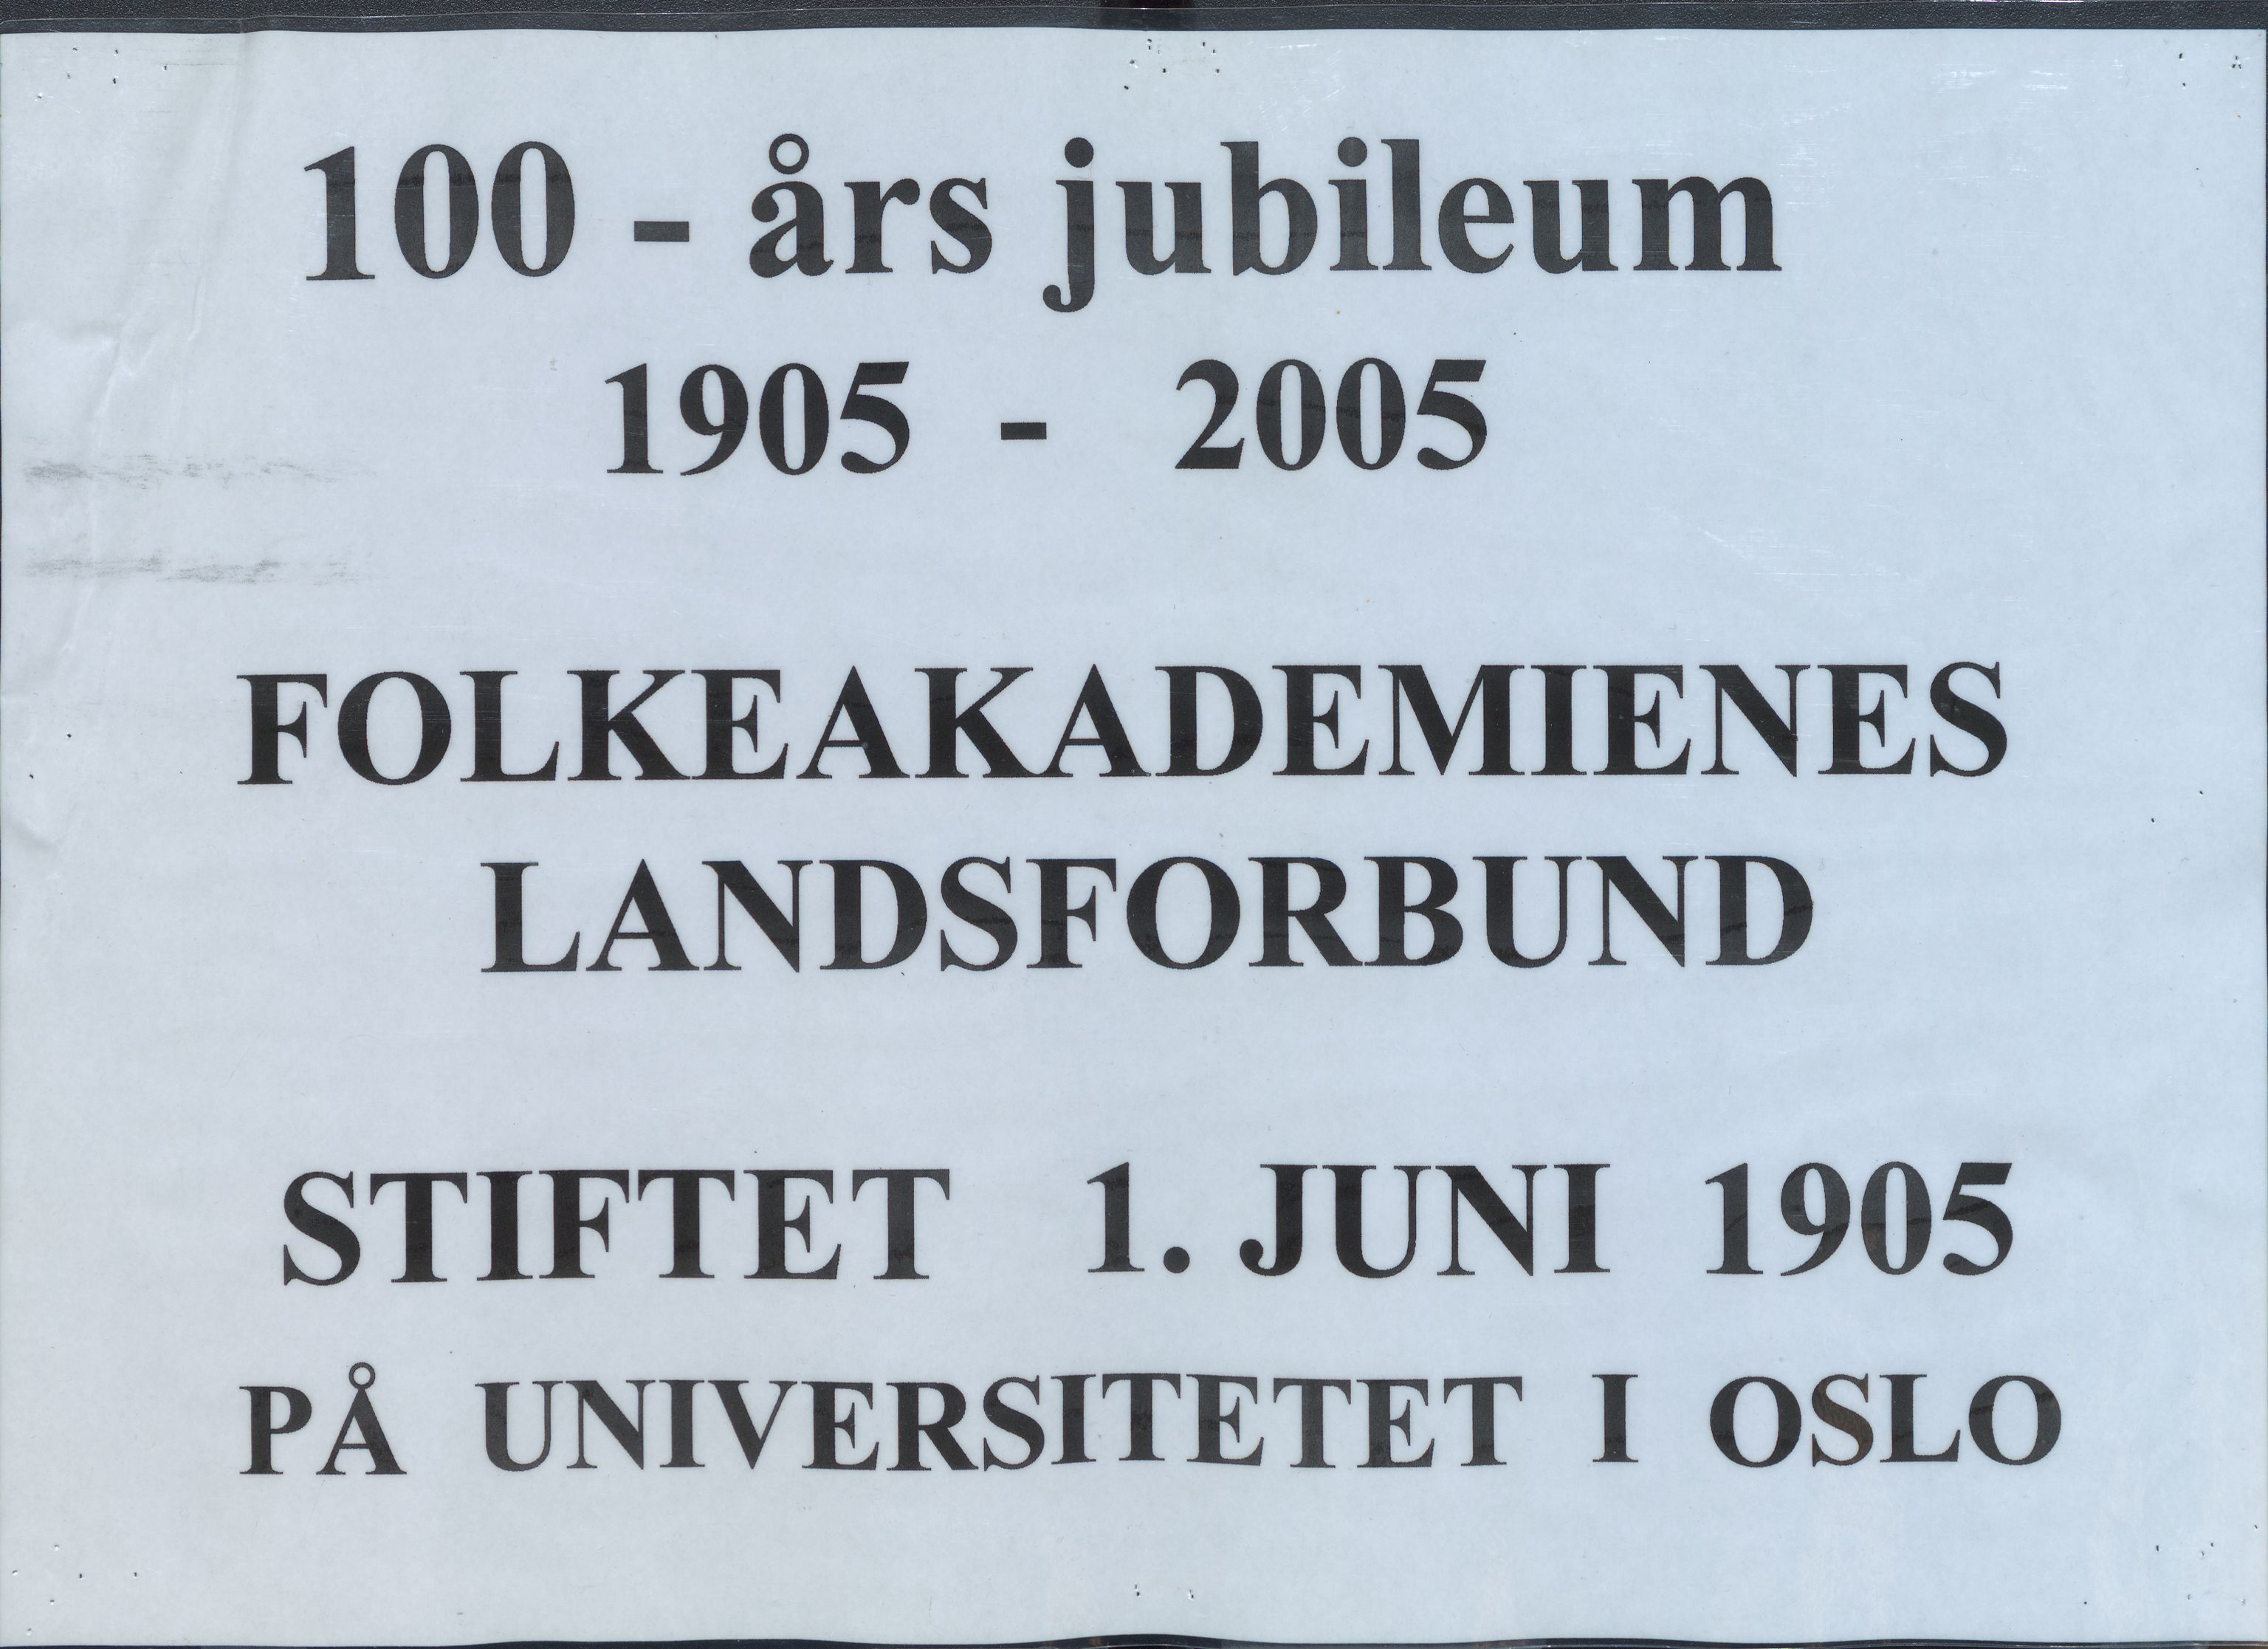 100 - års jubileum
1905 - 2005
FOLKEAKADEMIENES
LANDSFORBUND
STIFTET 1. JUNI 1905
PÅ UNIVERSITETET I OSLO